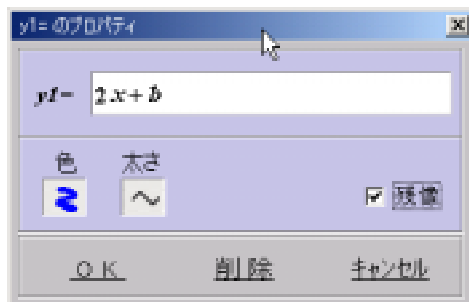 y1= のプロパティ
y1= 2x+b
色 太さ
残像
OK 削除 キャンセル